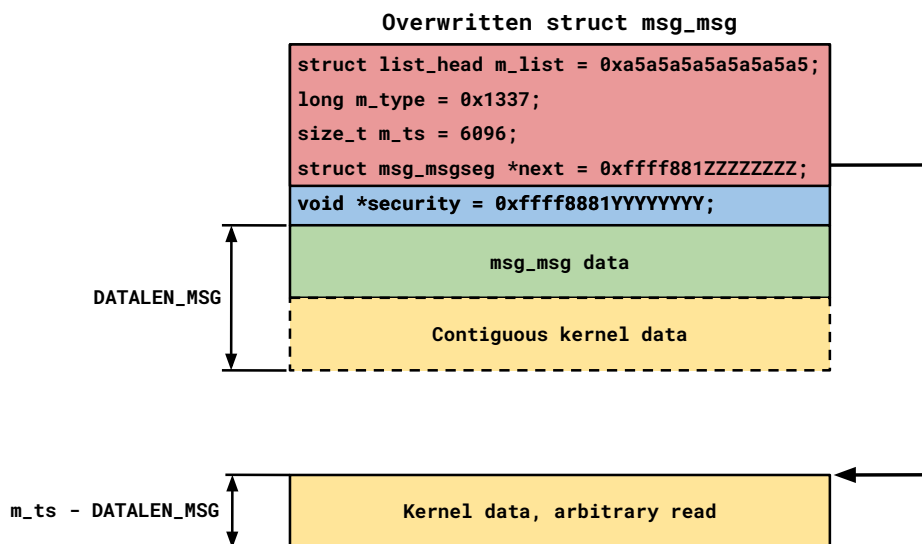 Overwritten struct msg_msg
struct list_head m_list = 0xa5a5a5a5a5a5a5a5;
long m_type = 0x1337;
size_t m_ts = 6096;
struct msg_msgseg *next = 0xffff881ZZZZZZZZ;
void *security = 0xffff8881YYYYYYYY;
msg_msg data
DATALEN_MSG
Contiguous kernel data
m_ts - DATALEN_MSG
Kernel data, arbitrary read